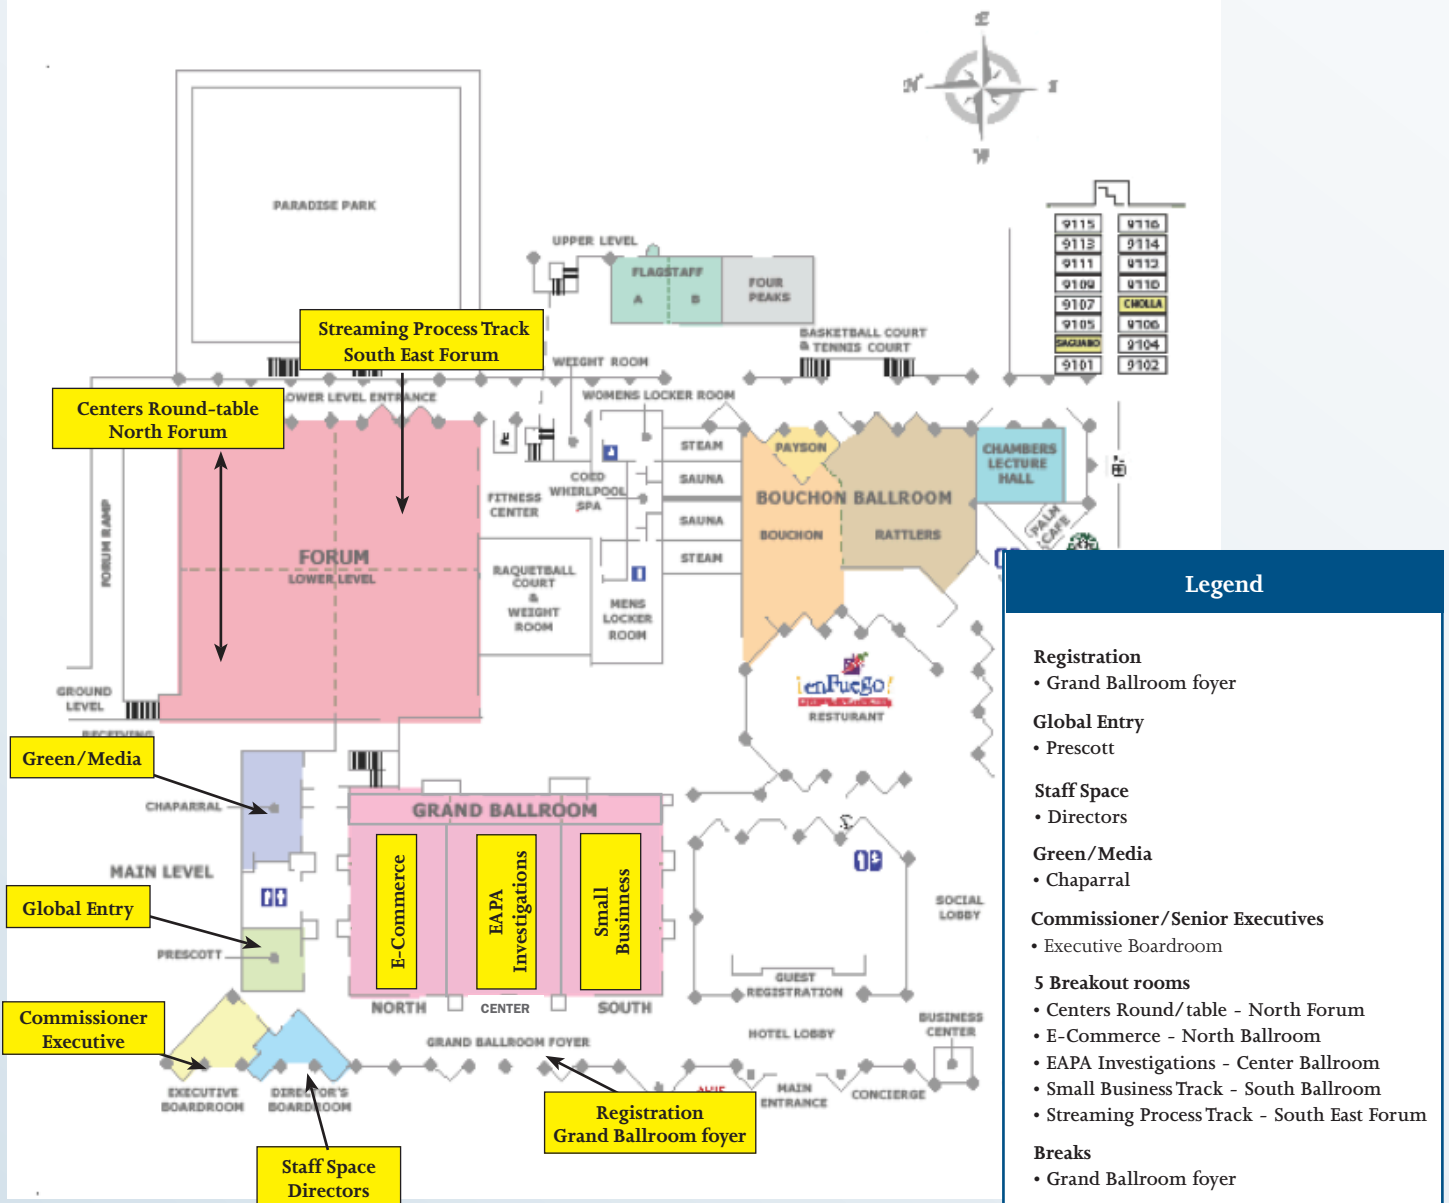 E
N
S
W
PARADISE PARK
UPPER LEVEL
FLAGSTAFF
A
B
FOUR
PEAKS
9115
9116
9113
9114
9111
9112
9109
9110
9107
CHOLLA
9105
9106
SAGUARO
9104
9101
9102
Streaming Process Track
South East Forum
BASKETBALL COURT
& TENNIS COURT
WEIGHT ROOM
WOMENS LOCKER ROOM
LOWER LEVEL ENTRANCE
Centers Round-table
North Forum
STEAM
SAUNA
SAUNA
STEAM
COED
WHIRLPOOL
SPA
FITNESS
CENTER
PAYSON
BOUCHON BALLROOM
BOUCHON
RATTLERS
CHAMBERS
LECTURE
HALL
PALM
CAFE
FORUM RAMP
FORUM
LOWER LEVEL
RAQUETBALL
COURT
&
WEIGHT
ROOM
MENS
LOCKER
ROOM
enFuego!
RESTURANT
GROUND
LEVEL
RECEIVING
Green/Media
CHAPARRAL
MAIN LEVEL
Global Entry
PRESCOTT
GRAND BALLROOM
E-Commerce
EAPA
Investigations
Small
Businness
NORTH
CENTER
SOUTH
GUEST
REGISTRATION
SOCIAL
LOBBY
Commissioner
Executive
GRAND BALLROOM FOYER
HOTEL LOBBY
BUSINESS
CENTER
EXECUTIVE
BOARDROOM
DIRECTOR'S
BOARDROOM
MAIN
ENTRANCE
CONCIERGE
Registration
Grand Ballroom foyer
Staff Space
Directors
Legend
Registration
• Grand Ballroom foyer
Global Entry
• Prescott
Staff Space
• Directors
Green/Media
• Chaparral
Commissioner/Senior Executives
• Executive Boardroom
5 Breakout rooms
• Centers Round/table - North Forum
• E-Commerce - North Ballroom
• EAPA Investigations - Center Ballroom
• Small Business Track - South Ballroom
• Streaming Process Track - South East Forum
Breaks
• Grand Ballroom foyer